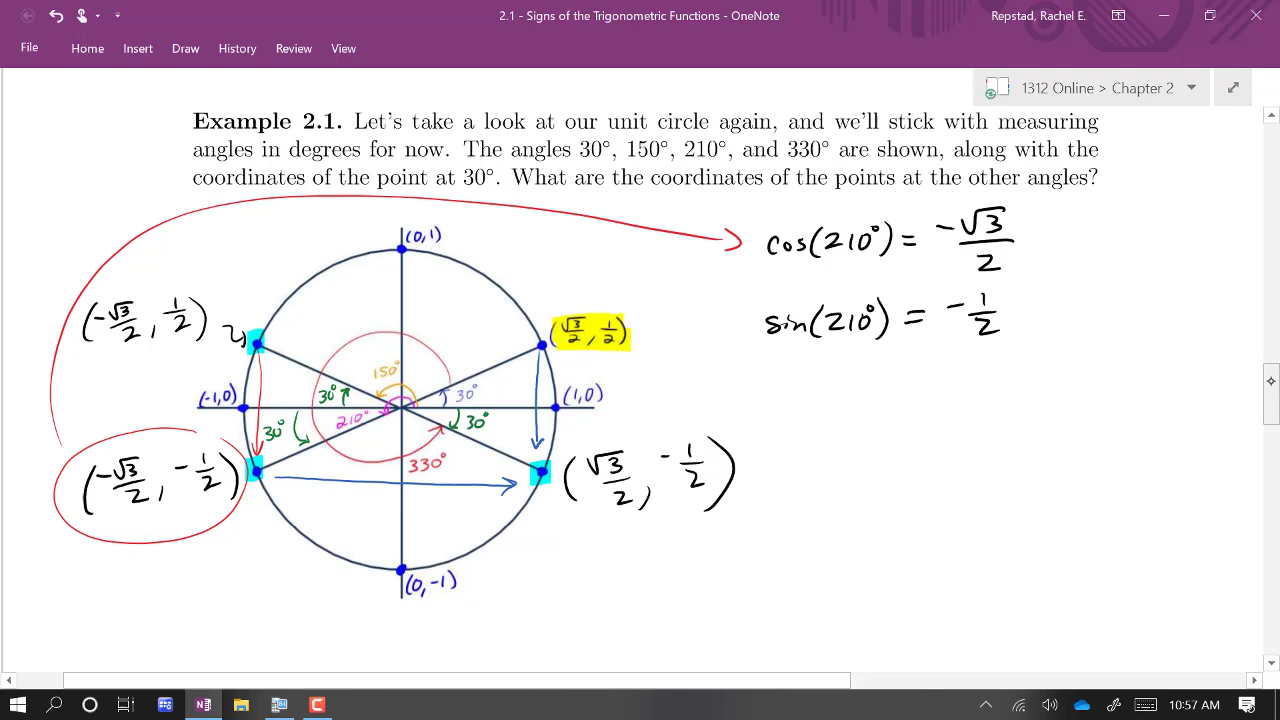 2.1 - Signs of the Trigonometric Functions - OneNote
Repstad, Rachel E.
File Home Insert Draw History Review View
1312 Online > Chapter 2
Example 2.1. Let's take a look at our unit circle again, and we'll stick with measuring
angles in degrees for now. The angles 30°, 150°, 210°, and 330° are shown, along with the
coordinates of the point at 30°. What are the coordinates of the points at the other angles?
(0,1)
cos(210°) = -√3/2
(-√3/2, 1/2)
(√3/2, 1/2)
sin(210°) = -1/2
150°
30°
30°
(-1,0)
(1,0)
210°
30°
30°
330°
(-√3/2, -1/2)
(√3/2, -1/2)
(0,-1)
10:57 AM